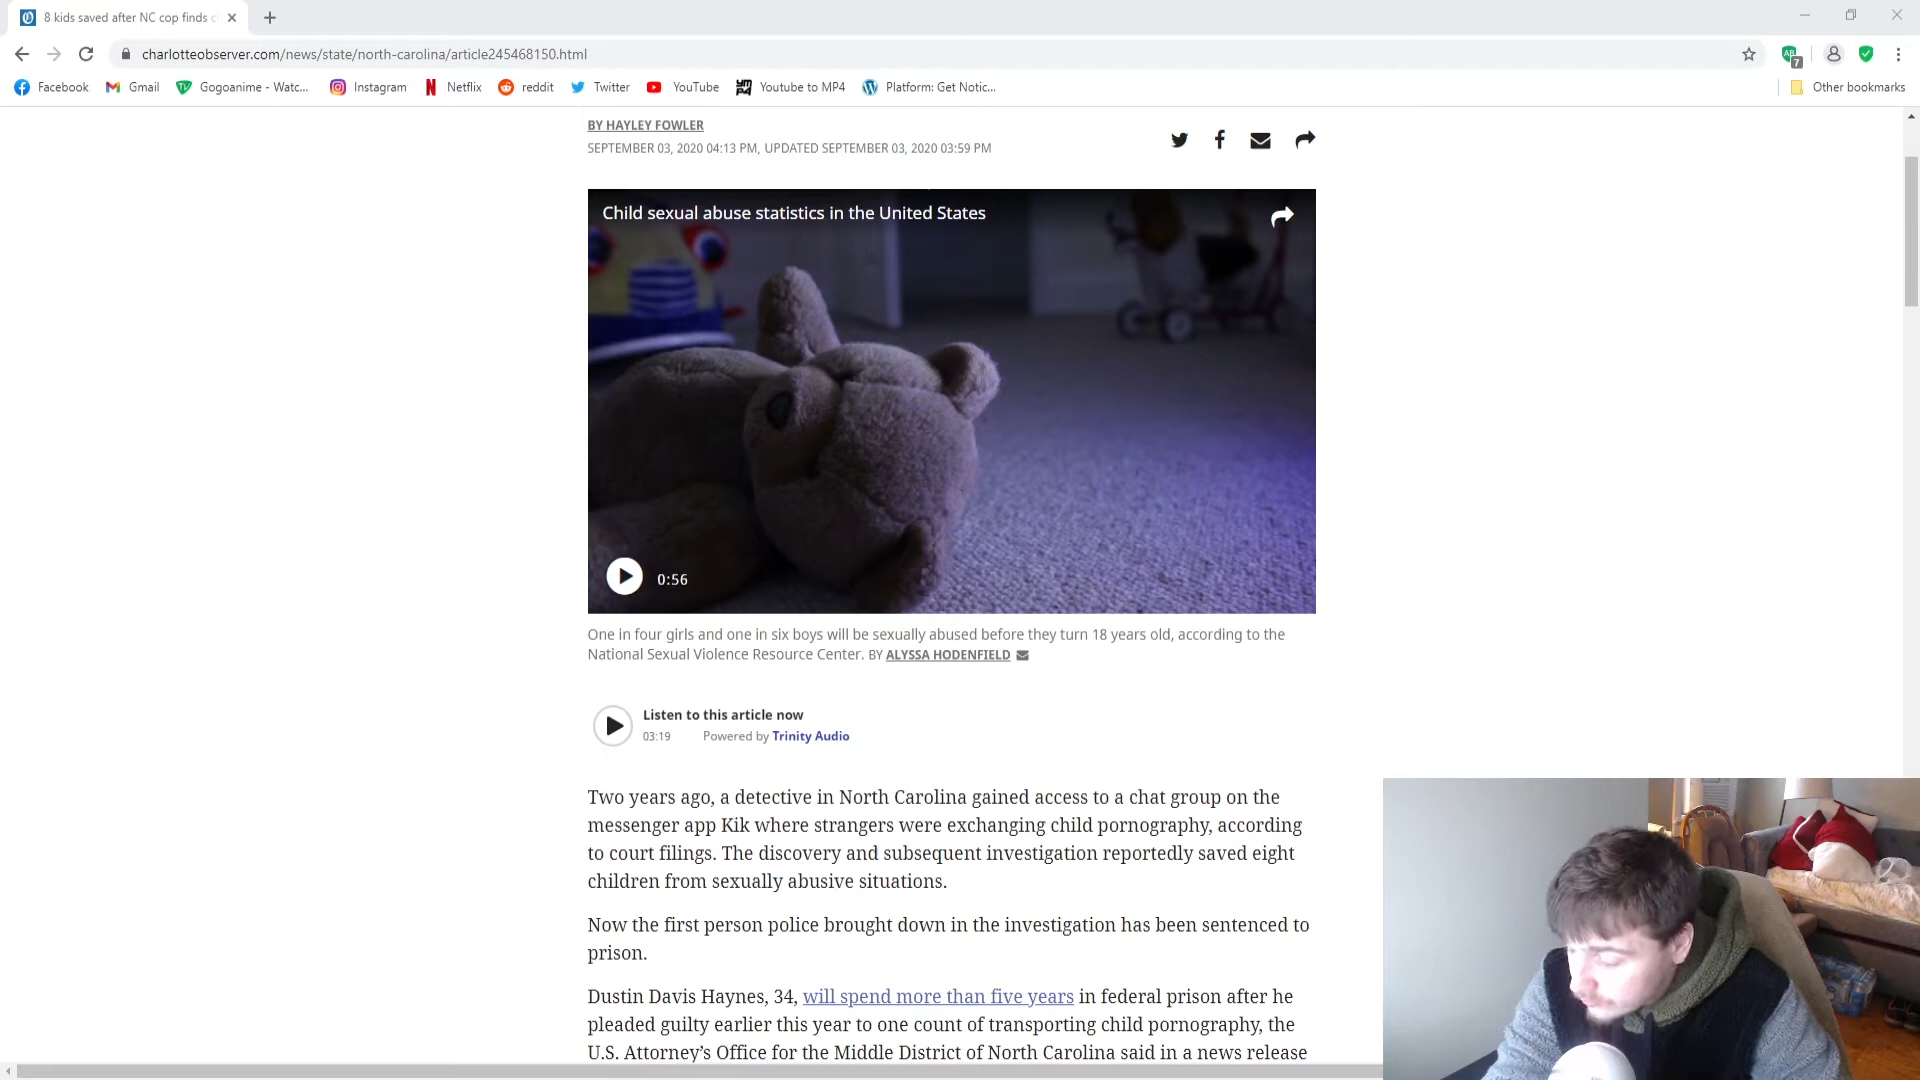 8 kids saved after NC cop finds
charlotteobserver.com/news/state/north-carolina/article245468150.html
7
Facebook
Gmail
Gogoanime - Watc...
Instagram
Netflix
reddit
Twitter
YouTube
Youtube to MP4
Platform: Get Notic...
Other bookmarks
BY HAYLEY FOWLER
SEPTEMBER 03, 2020 04:13 PM, UPDATED SEPTEMBER 03, 2020 03:59 PM
Child sexual abuse statistics in the United States
0:56
One in four girls and one in six boys will be sexually abused before they turn 18 years old, according to the
National Sexual Violence Resource Center. BY ALYSSA HODENFIELD
Listen to this article now
03:19 Powered by Trinity Audio
Two years ago, a detective in North Carolina gained access to a chat group on the
messenger app Kik where strangers were exchanging child pornography, according
to court filings. The discovery and subsequent investigation reportedly saved eight
children from sexually abusive situations.
Now the first person police brought down in the investigation has been sentenced to
prison.
Dustin Davis Haynes, 34, will spend more than five years in federal prison after he
pleaded guilty earlier this year to one count of transporting child pornography, the
U.S. Attorney's Office for the Middle District of North Carolina said in a news release